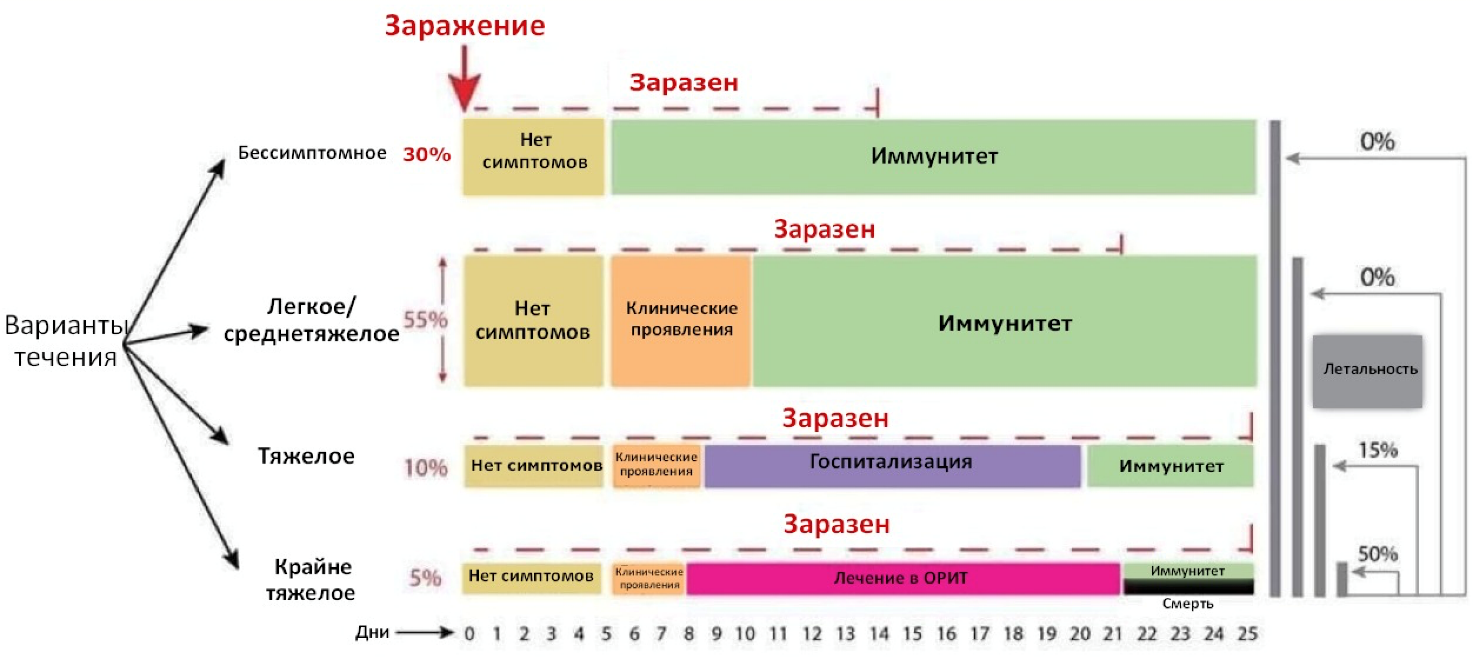 Заражение
Заразен
Бессимптомное
30%
Нет
симптомов
Иммунитет
0%
Заразен
Варианты
течения
Легкое/
среднетяжелое
55%
Нет
симптомов
Клинические
проявления
Иммунитет
0%
Летальность
Заразен
Тяжелое
10%
Нет симптомов
Клинические
проявления
Госпитализация
Иммунитет
15%
Заразен
Крайне
тяжелое
5%
Нет симптомов
Клинические
проявления
Лечение в ОРИТ
Иммунитет
Смерть
50%
Дни 0 1 2 3 4 5 6 7 8 9 10 11 12 13 14 15 16 17 18 19 20 21 22 23 24 25